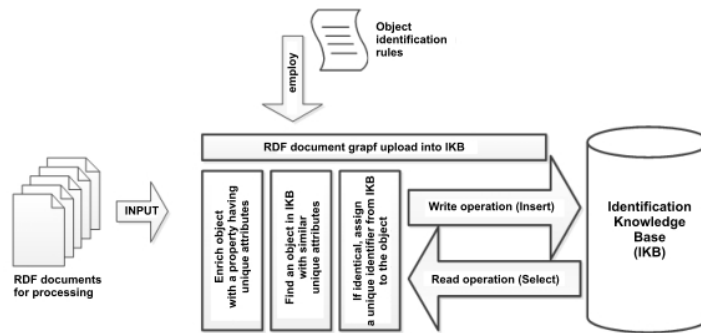 Object
identification
rules
employ
RDF document grapf upload into IKB
INPUT
RDF documents
for processing
Enrich object
with a property having
unique attributes
Find an object in IKB
with similar
unique attributes
If identical, assign
a unique identifier from IKB
to the object
Write operation (Insert)
Read operation (Select)
Identification
Knowledge
Base
(IKB)